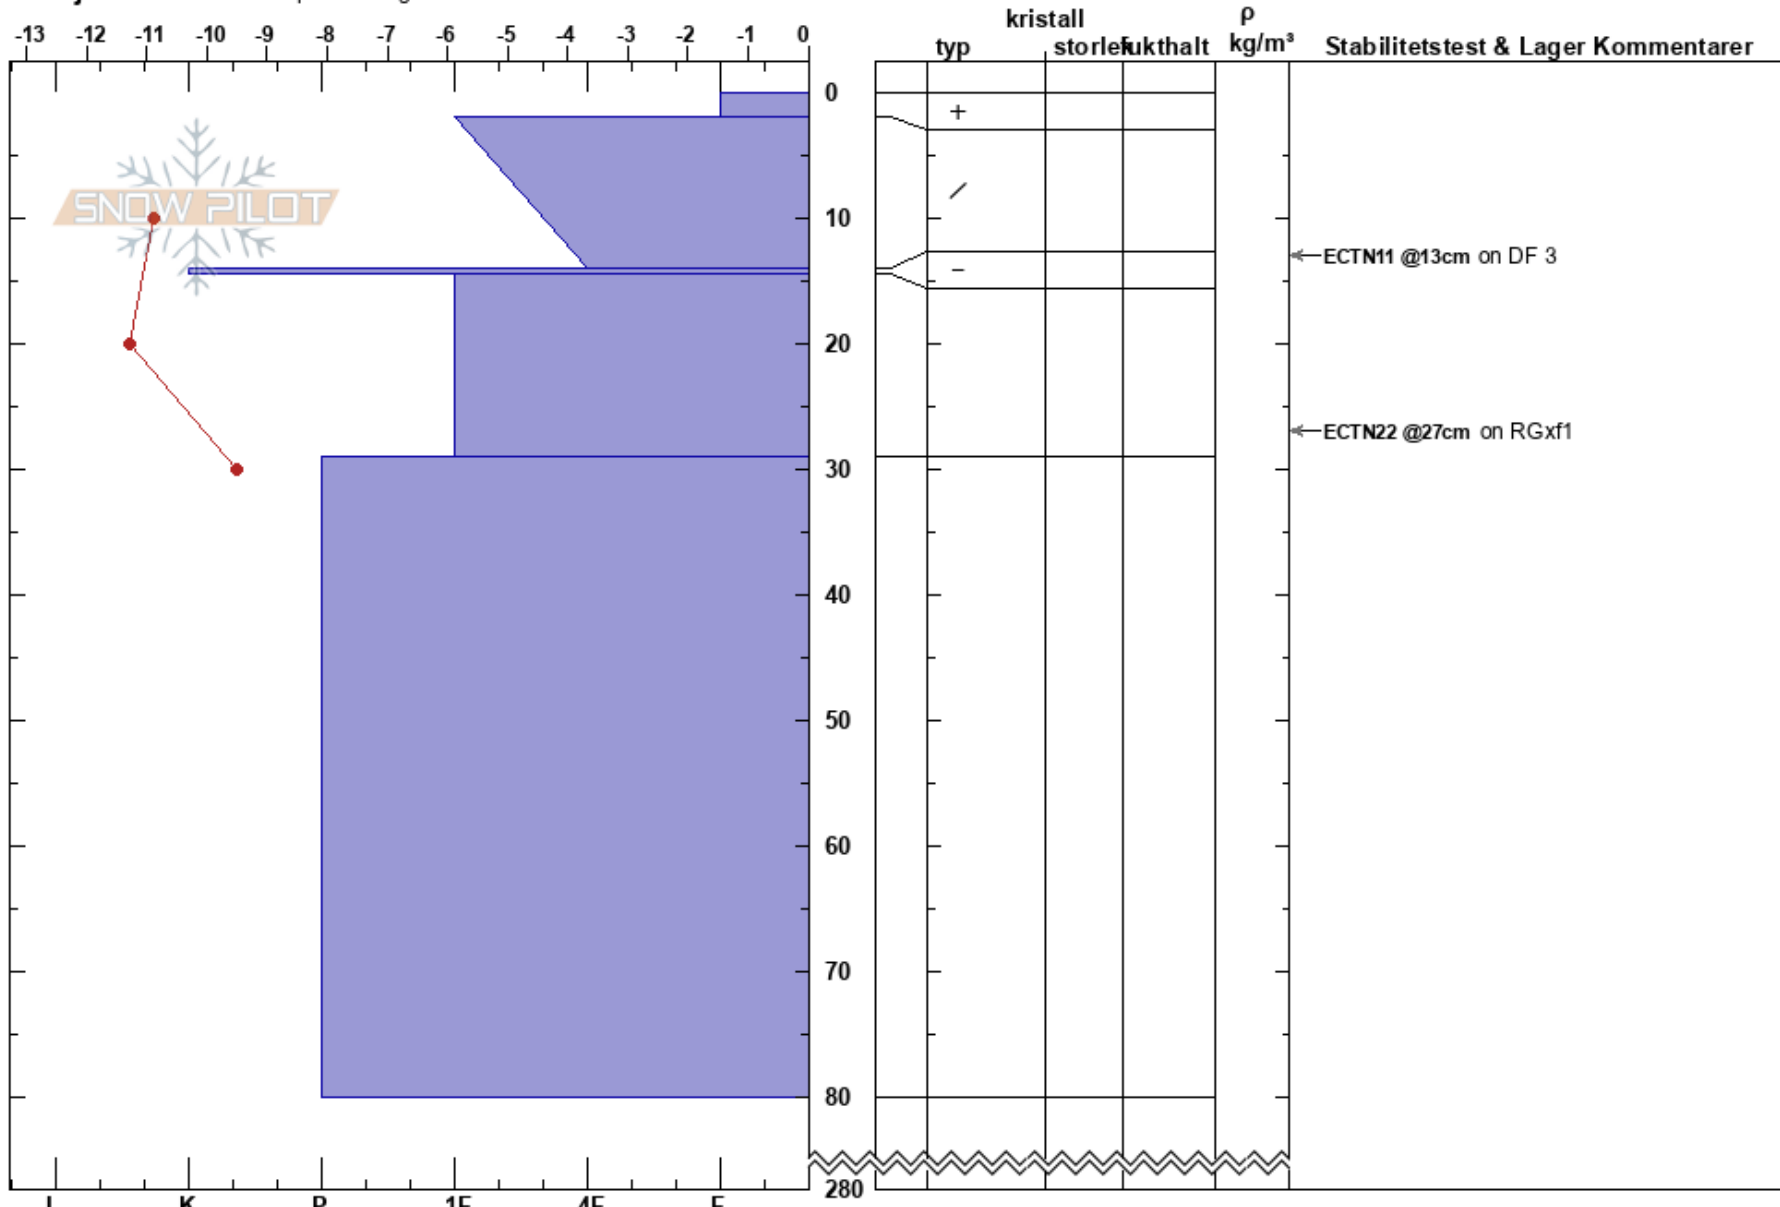 kristall ρ
-13 -12 -11 -10 -9 -8 -7 -6 -5 -4 -3 -2 -1 0
typ storlek fukthalt kg/m³ Stabilitetstest & Lager Kommentarer
0
SNOW PILOT
10
ECTN11 @13cm on DF 3
20
ECTN22 @27cm on RGxf1
30
40
50
60
70
80
280
I K P 1F 4F F